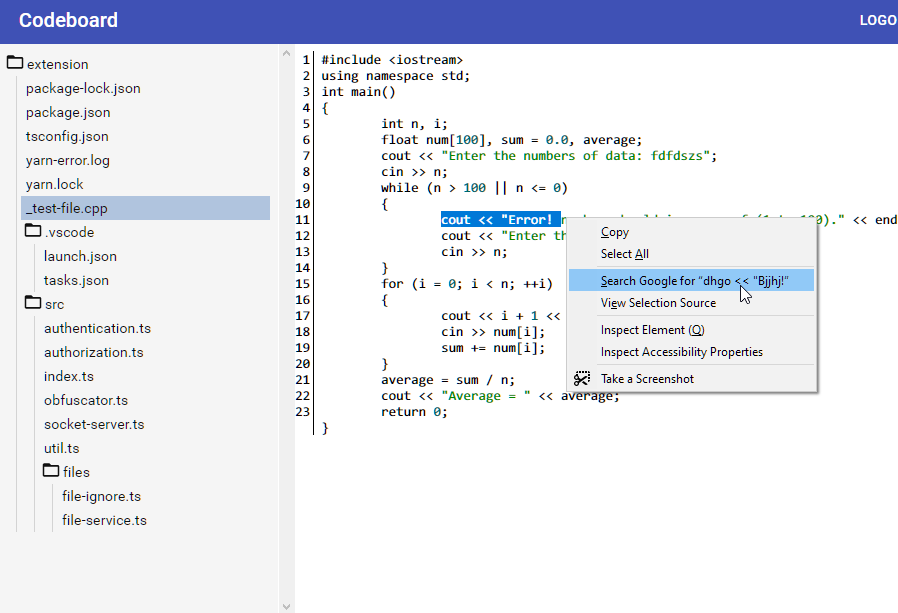 Codeboard
LOGO
extension
package-lock.json
package.json
tsconfig.json
yarn-error.log
yarn.lock
_test-file.cpp
.vscode
launch.json
tasks.json
src
authentication.ts
authorization.ts
index.ts
obfuscator.ts
socket-server.ts
util.ts
files
file-ignore.ts
file-service.ts
1 #include <iostream>
2 using namespace std;
3 int main()
4 {
5 int n, i;
6 float num[100], sum = 0.0, average;
7 cout << "Enter the numbers of data: fdfdszs";
8 cin >> n;
9 while (n > 100 || n <= 0)
10 {
11 cout << "Error! ." << end
12 cout << "Enter th
13 cin >> n;
14 }
15 for (i = 0; i < n; ++i)
16 {
17 cout << i + 1 <<
18 cin >> num[i];
19 sum += num[i];
20 }
21 average = sum / n;
22 cout << "Average = " << average;
23 return 0;
}
Copy
Select All
Search Google for "dhgo << "Bjjhj!"
View Selection Source
Inspect Element (Q)
Inspect Accessibility Properties
Take a Screenshot